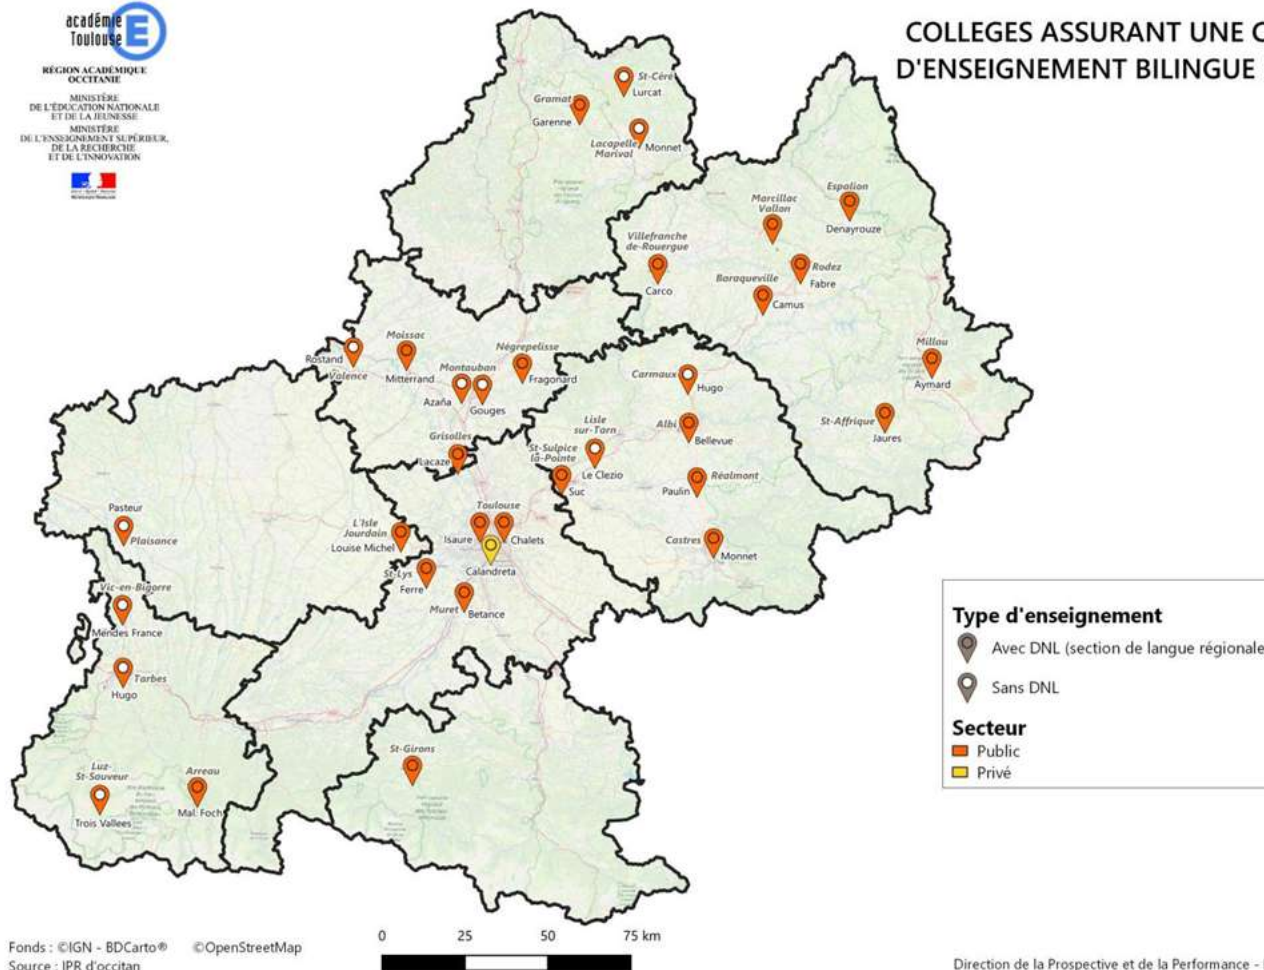 académie
Toulouse
E
RÉGION ACADÉMIQUE
OCCITANIE
MINISTÈRE
DE L'ÉDUCATION NATIONALE
ET DE LA JEUNESSE
MINISTÈRE
DE L'ENSEIGNEMENT SUPÉRIEUR,
DE LA RECHERCHE
ET DE L'INNOVATION
COLLEGES ASSURANT UNE C
D'ENSEIGNEMENT BILINGUE
St-Céré
Lurcat
Gramat
Garenne
Lacapelle
Marival
Monnet
Espalion
Denayrouze
Marcillac
Vallon
Villefranche
de-Rouergue
Carco
Rodez
Fabre
Baraqueville
Camus
Millau
Aymard
St-Affrique
Jaures
Rostand
Valence
Moissac
Mitterrand
Nègrepelisse
Fragonard
Montauban
Azaña
Gouges
Grisolles
Lacaze
Carmaux
Hugo
Albi
Bellevue
Lisle
sur-Tarn
Le Clezio
St-Sulpice
la-Pointe
Suc
Réalmont
Paulin
Castres
Monnet
Toulouse
Isaure
Chalets
Calandreta
L'Isle
Jourdain
Louise Michel
St-Lys
Ferre
Muret
Betance
Pasteur
Plaisance
Vic-en-Bigorre
Mendes France
Tarbes
Hugo
Luz-
St-Sauveur
Trois Vallees
Arreau
Mal. Foch
St-Girons
Type d'enseignement
Avec DNL (section de langue régionale
Sans DNL
Secteur
Public
Privé
Fonds : ©IGN - BDCarto® ©OpenStreetMap
Source : IPR d'occitan
0 25 50 75 km
Direction de la Prospective et de la Performance -